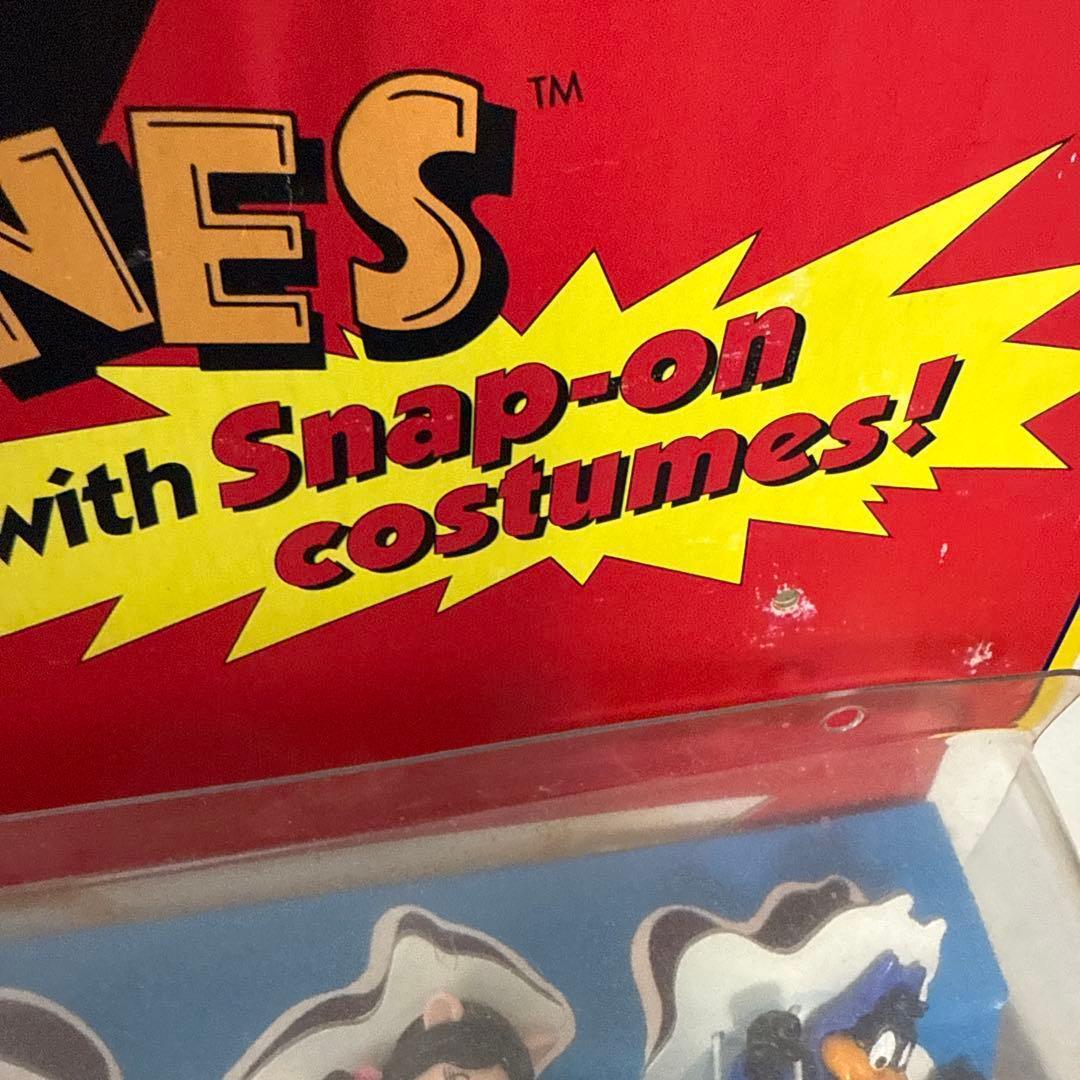 NES™
with Snap-on
costumes!